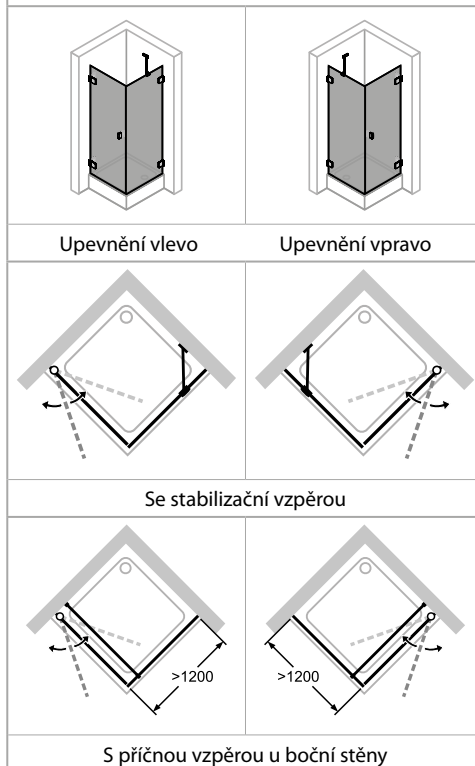 Upevnění vlevo
Upevnění vpravo
Se stabilizační vzpěrou
>1200
>1200
S příčnou vzpěrou u boční stěny